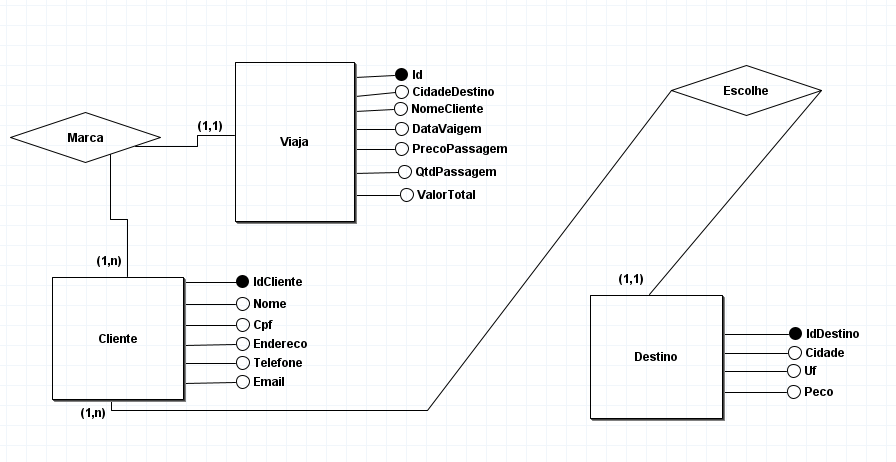 Marca
(1,1)
Viaja
Id
CidadeDestino
NomeCliente
DataVaigem
PrecoPassagem
QtdPassagem
ValorTotal
Escolhe
(1,n)
Cliente
IdCliente
Nome
Cpf
Endereco
Telefone
Email
(1,n)
(1,1)
Destino
IdDestino
Cidade
Uf
Peco